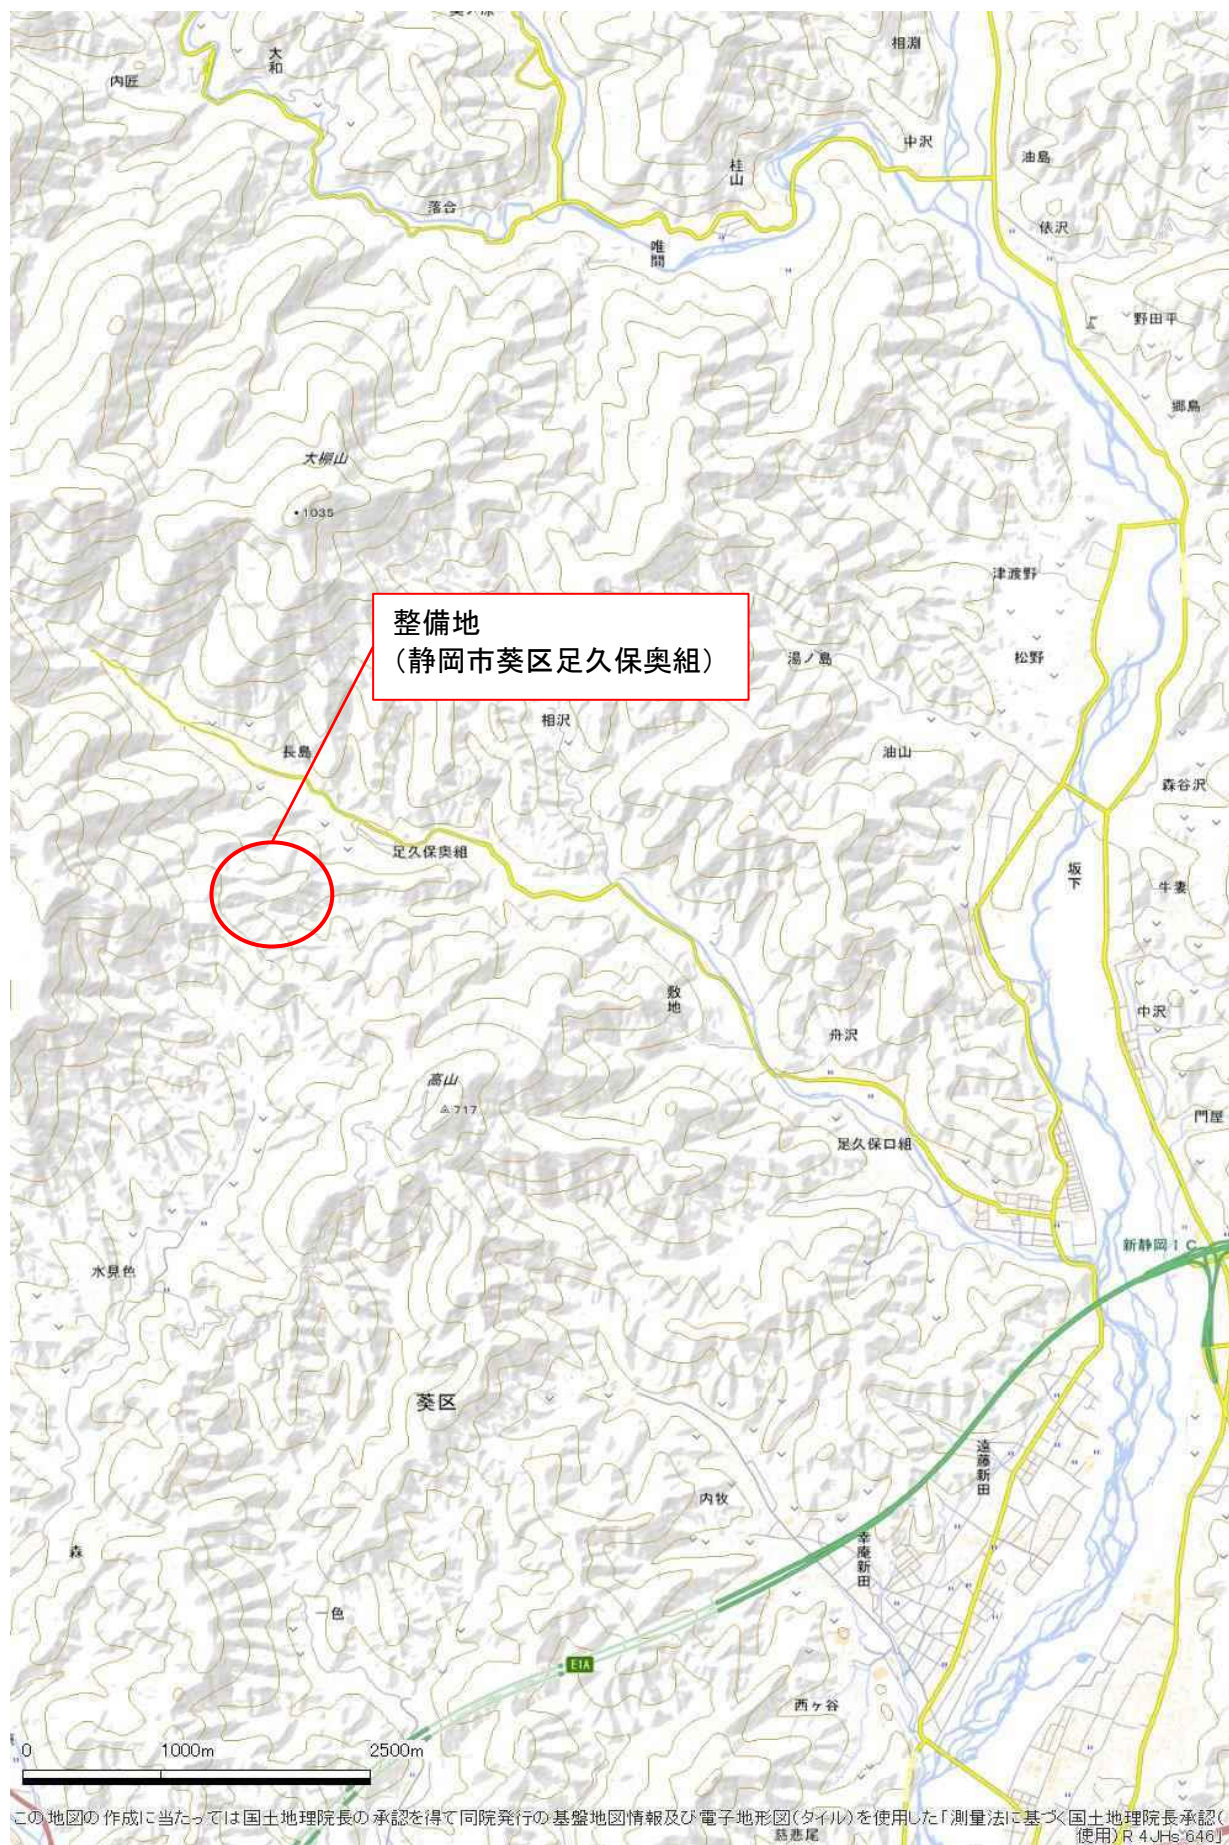 相淵
大和
内匠
中沢
油島
桂山
落合
俵沢
唯間
野田平
郷島
大棚山
・1035
津渡野
整備地
(静岡市葵区足久保奥組)
湯ノ島
松野
相沢
長島
油山
森谷沢
足久保奥組
坂下
牛妻
敷地
中沢
舟沢
高山
717
門屋
足久保口組
新静岡IC
水見色
葵区
遠藤新田
内牧
幸庵新田
森
一色
E1A
西ヶ谷
0 1000m 2500m
この地図の作成に当たっては国土地理院長の承認を得て同院発行の基盤地図情報及び電子地形図(タイル)を使用した「測量法に基づく国土地理院長承認(
慈悲尾
使用)R 4JHs 646」